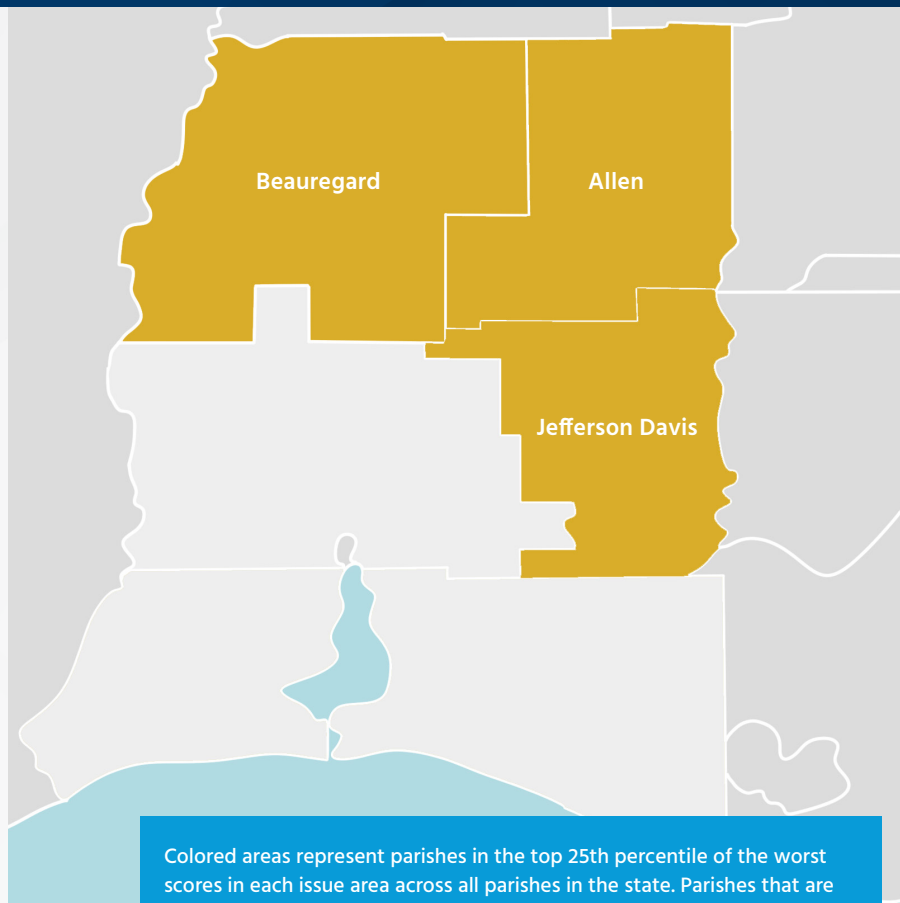 Beauregard
Allen
Jefferson Davis
Colored areas represent parishes in the top 25th percentile of the worst
scores in each issue area across all parishes in the state. Parishes that are